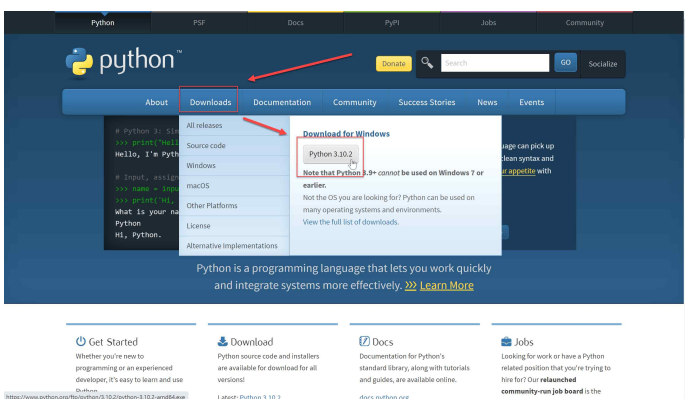 Python PSF Docs PyPI Jobs Community
python™
Donate Search GO Socialize
About Downloads Documentation Community Success Stories News Events
# Python 3: Sim
>>> print("Hell
Hello, I'm Pyth
# Input, assign
>>> name = inpu
>>> print('Hi,
What is your na
Python
Hi, Python.
All releases
Source code
Windows
macOS
Other Platforms
License
Alternative Implementations
Download for Windows
Python 3.10.2
Note that Python 3.9+ cannot be used on Windows 7 or
earlier.
Not the OS you are looking for? Python can be used on
many operating systems and environments.
View the full list of downloads.
uage can pick up
clean syntax and
ur appetite with
Python is a programming language that lets you work quickly
and integrate systems more effectively. >>> Learn More
Get Started
Whether you're new to
programming or an experienced
developer, it's easy to learn and use
Python.
Download
Python source code and installers
are available for download for all
versions!
Latest: Python 3.10.2
Docs
Documentation for Python's
standard library, along with tutorials
and guides, are available online.
docs.python.org
Jobs
Looking for work or have a Python
related position that you're trying to
hire for? Our relaunched
community-run job board is the
https://www.python.org/ftp/python/3.10.2/python-3.10.2-amd64.exe